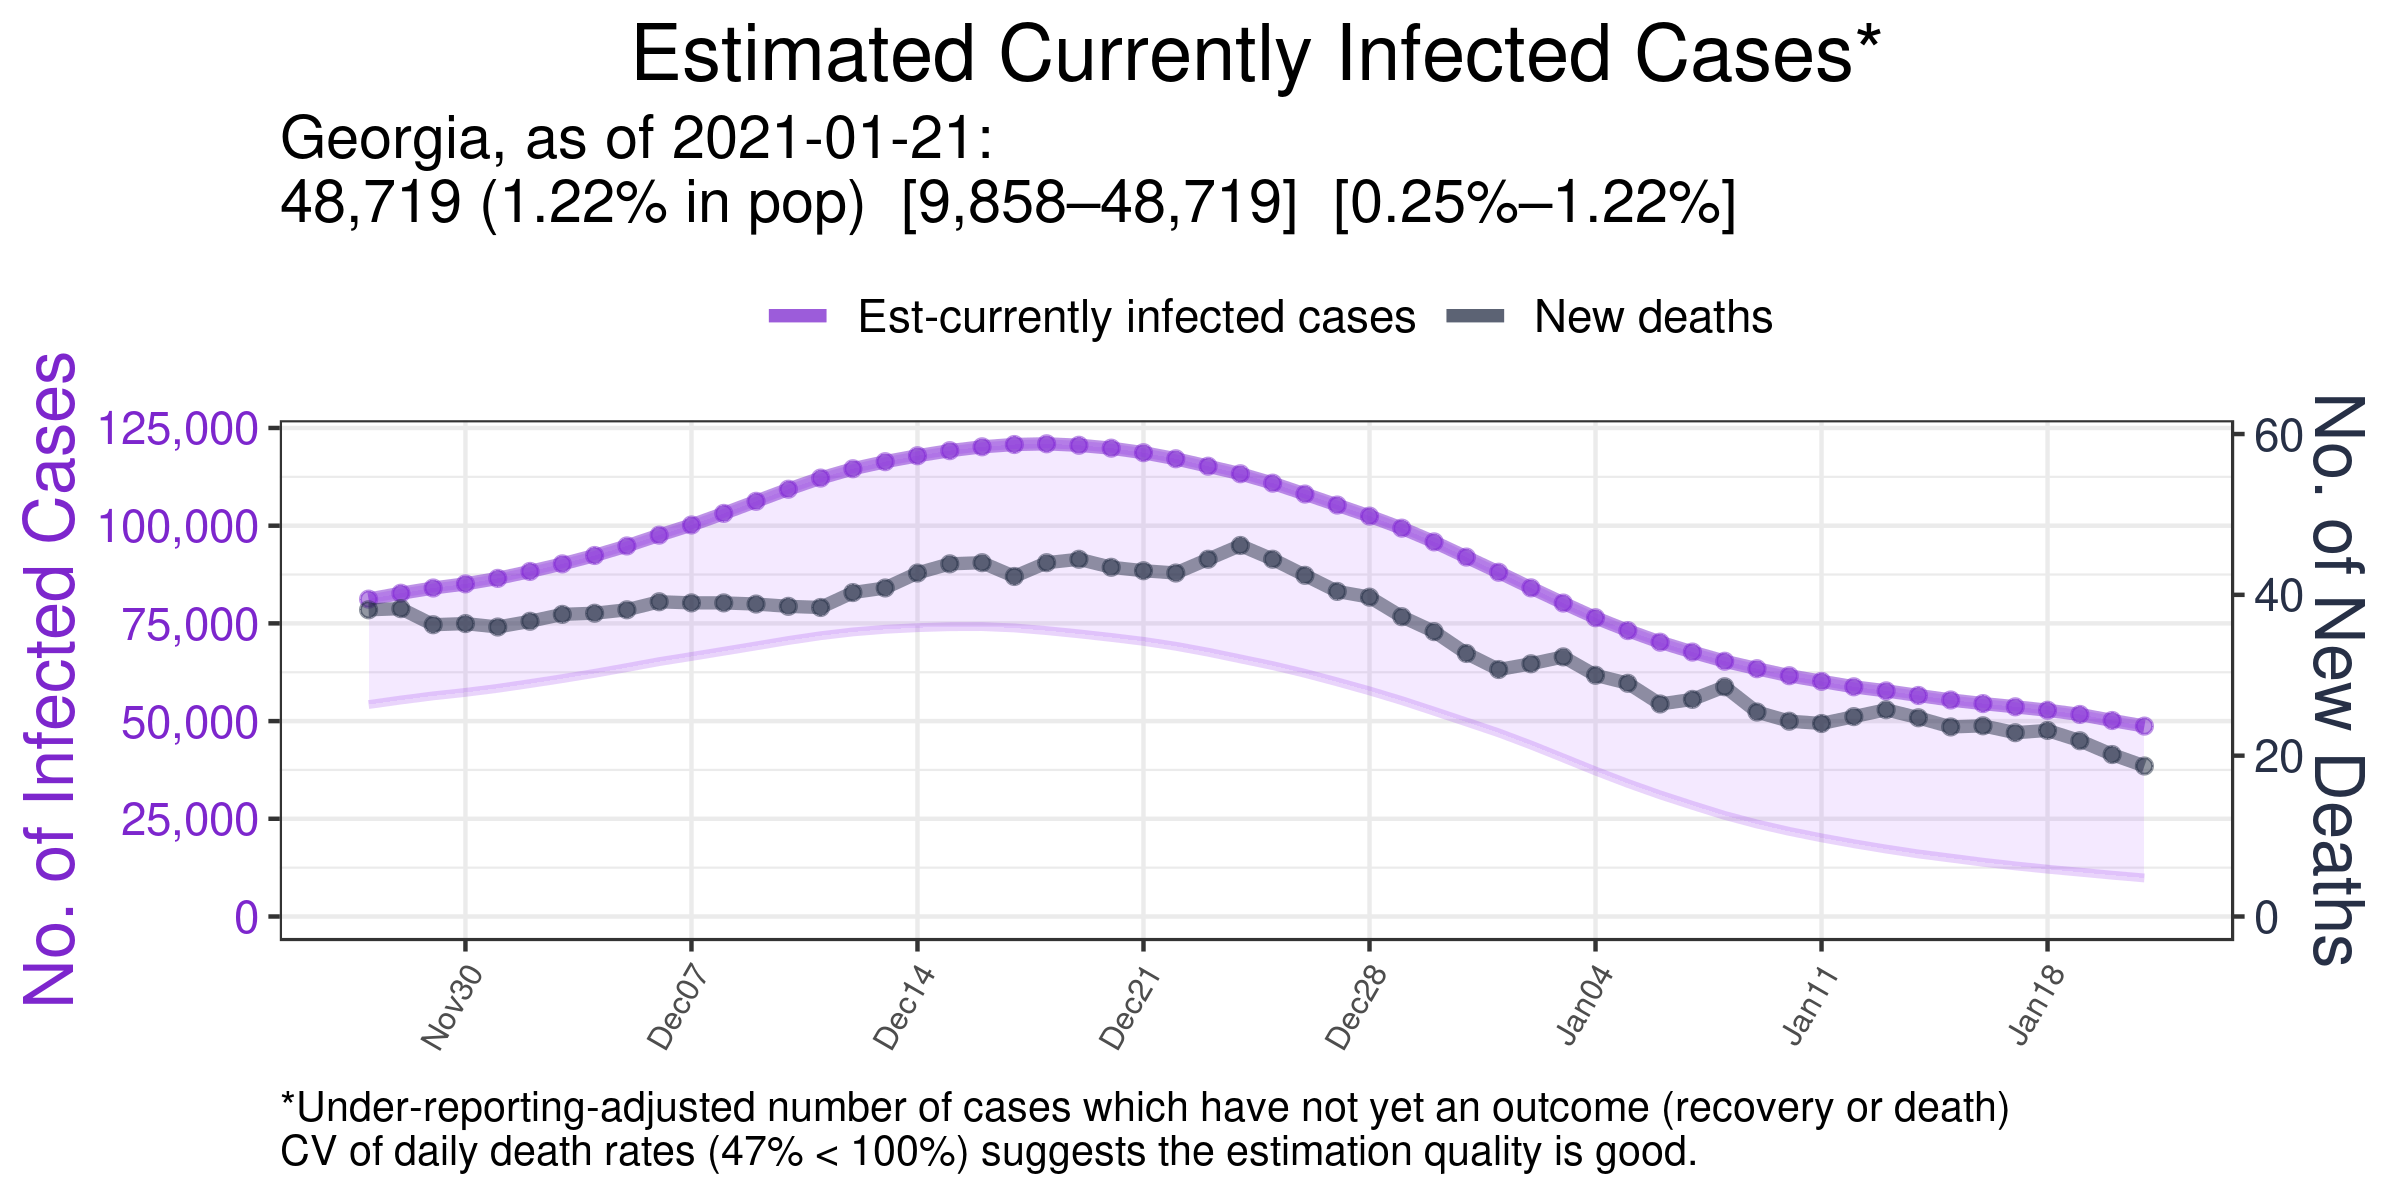 Estimated Currently Infected Cases*
Georgia, as of 2021-01-21:
48,719 (1.22% in pop)  [9,858–48,719]  [0.25%–1.22%]
Est-currently infected cases
New deaths
No. of Infected Cases
125,000
100,000
75,000
50,000
25,000
0
60
40
20
0
No. of New Deaths
Nov30
Dec07
Dec14
Dec21
Dec28
Jan04
Jan11
Jan18
*Under-reporting-adjusted number of cases which have not yet an outcome (recovery or death)
CV of daily death rates (47% < 100%) suggests the estimation quality is good.